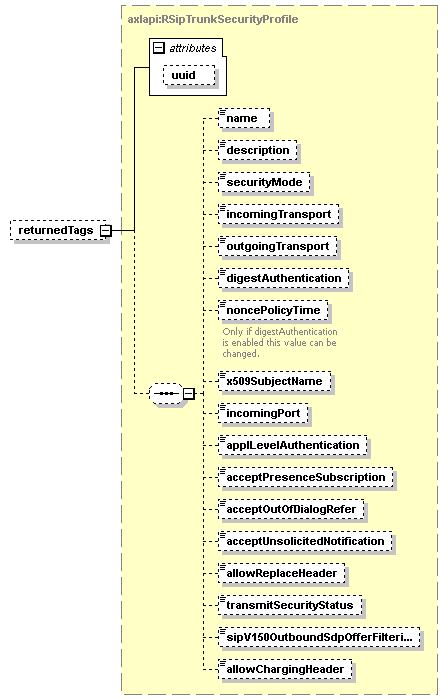 axlapi:RSipTrunkSecurityProfile
attributes
uuid
name
description
securityMode
incomingTransport
returnedTags
outgoingTransport
digestAuthentication
noncePolicyTime
Only if digestAuthentication
is enabled this value can be
changed.
x509SubjectName
incomingPort
applLevelAuthentication
acceptPresenceSubscription
acceptOutOfDialogRefer
acceptUnsolicitedNotification
allowReplaceHeader
transmitSecurityStatus
sipV150OutboundSdpOfferFilteri...
allowChargingHeader